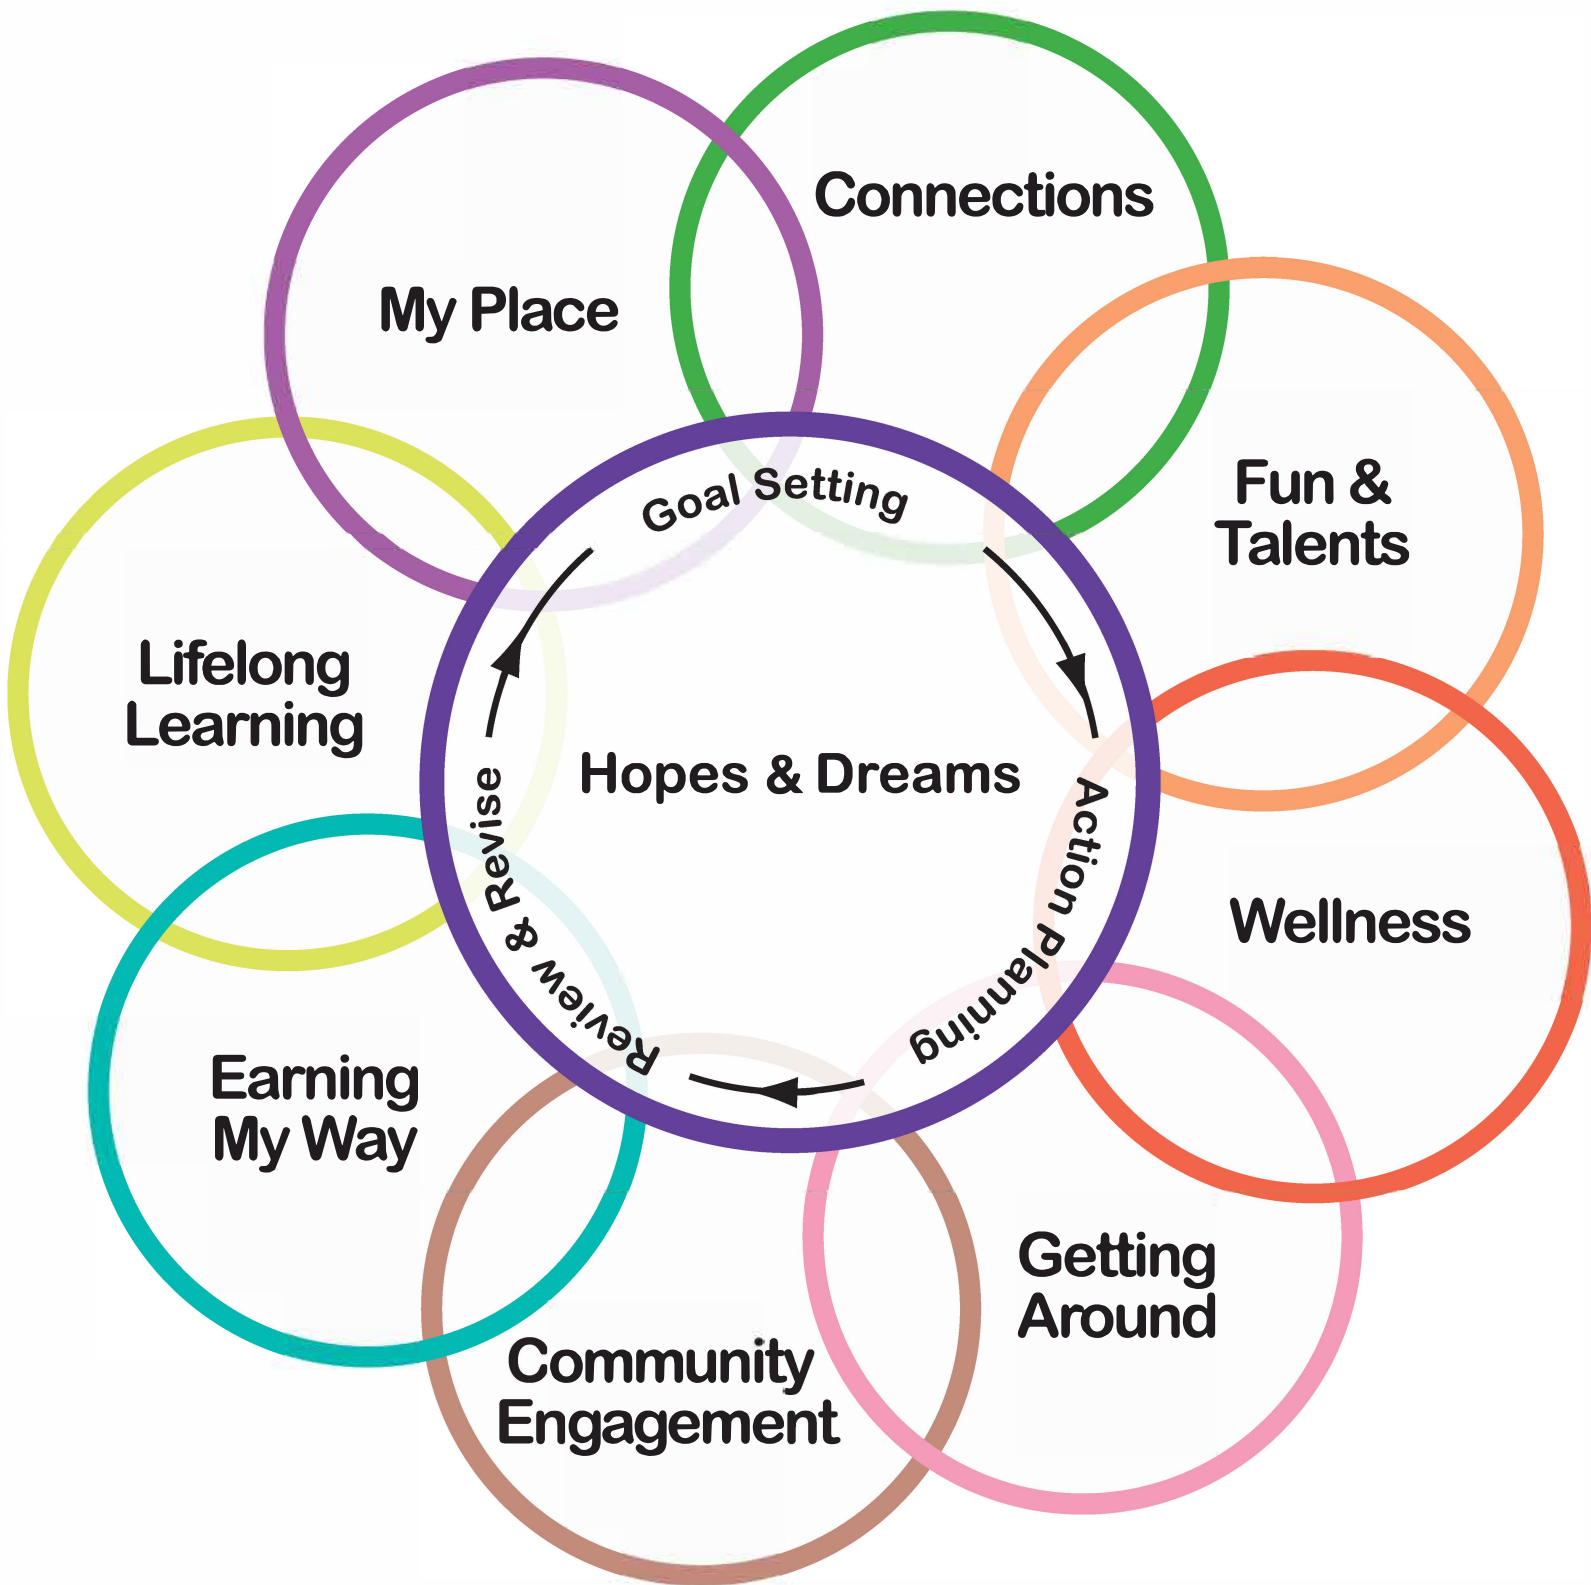 Connections
My Place
Fun &
Talents
Goal Setting
Lifelong
Learning
Hopes & Dreams
Action Planning
Review & Revise
Wellness
Earning
My Way
Getting
Around
Community
Engagement